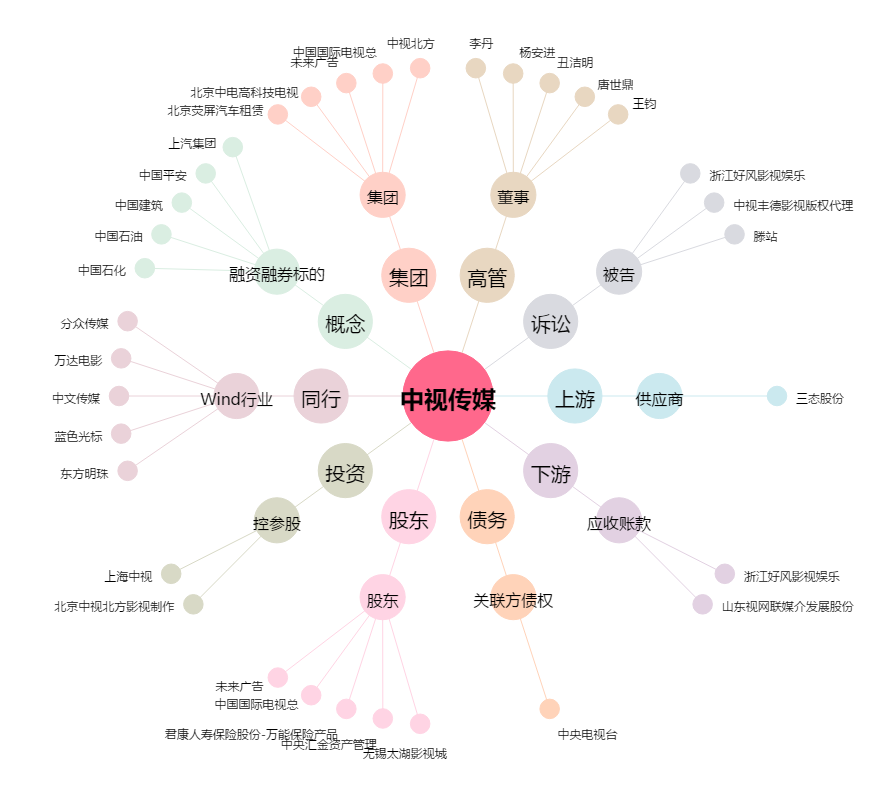 李丹
中视北方
杨安进
中国国际电视总
未来广告
丑洁明
唐世鼎
北京中电高科技电视
王钧
北京荧屏汽车租赁
上汽集团
中国平安
浙江好风影视娱乐
集团
董事
中国建筑
中视丰德影视版权代理
中国石油
滕站
中国石化
融资融券标的
集团
高管
被告
分众传媒
概念
诉讼
万达电影
中文传媒
Wind行业
同行
中视传媒
上游
供应商
三态股份
蓝色光标
东方明珠
投资
下游
控参股
股东
债务
应收账款
上海中视
浙江好风影视娱乐
北京中视北方影视制作
股东
关联方债权
山东视网联媒介发展股份
未来广告
中国国际电视总
君康人寿保险股份-万能保险产品
中央电视台
中央汇金资产管理
无锡太湖影视城